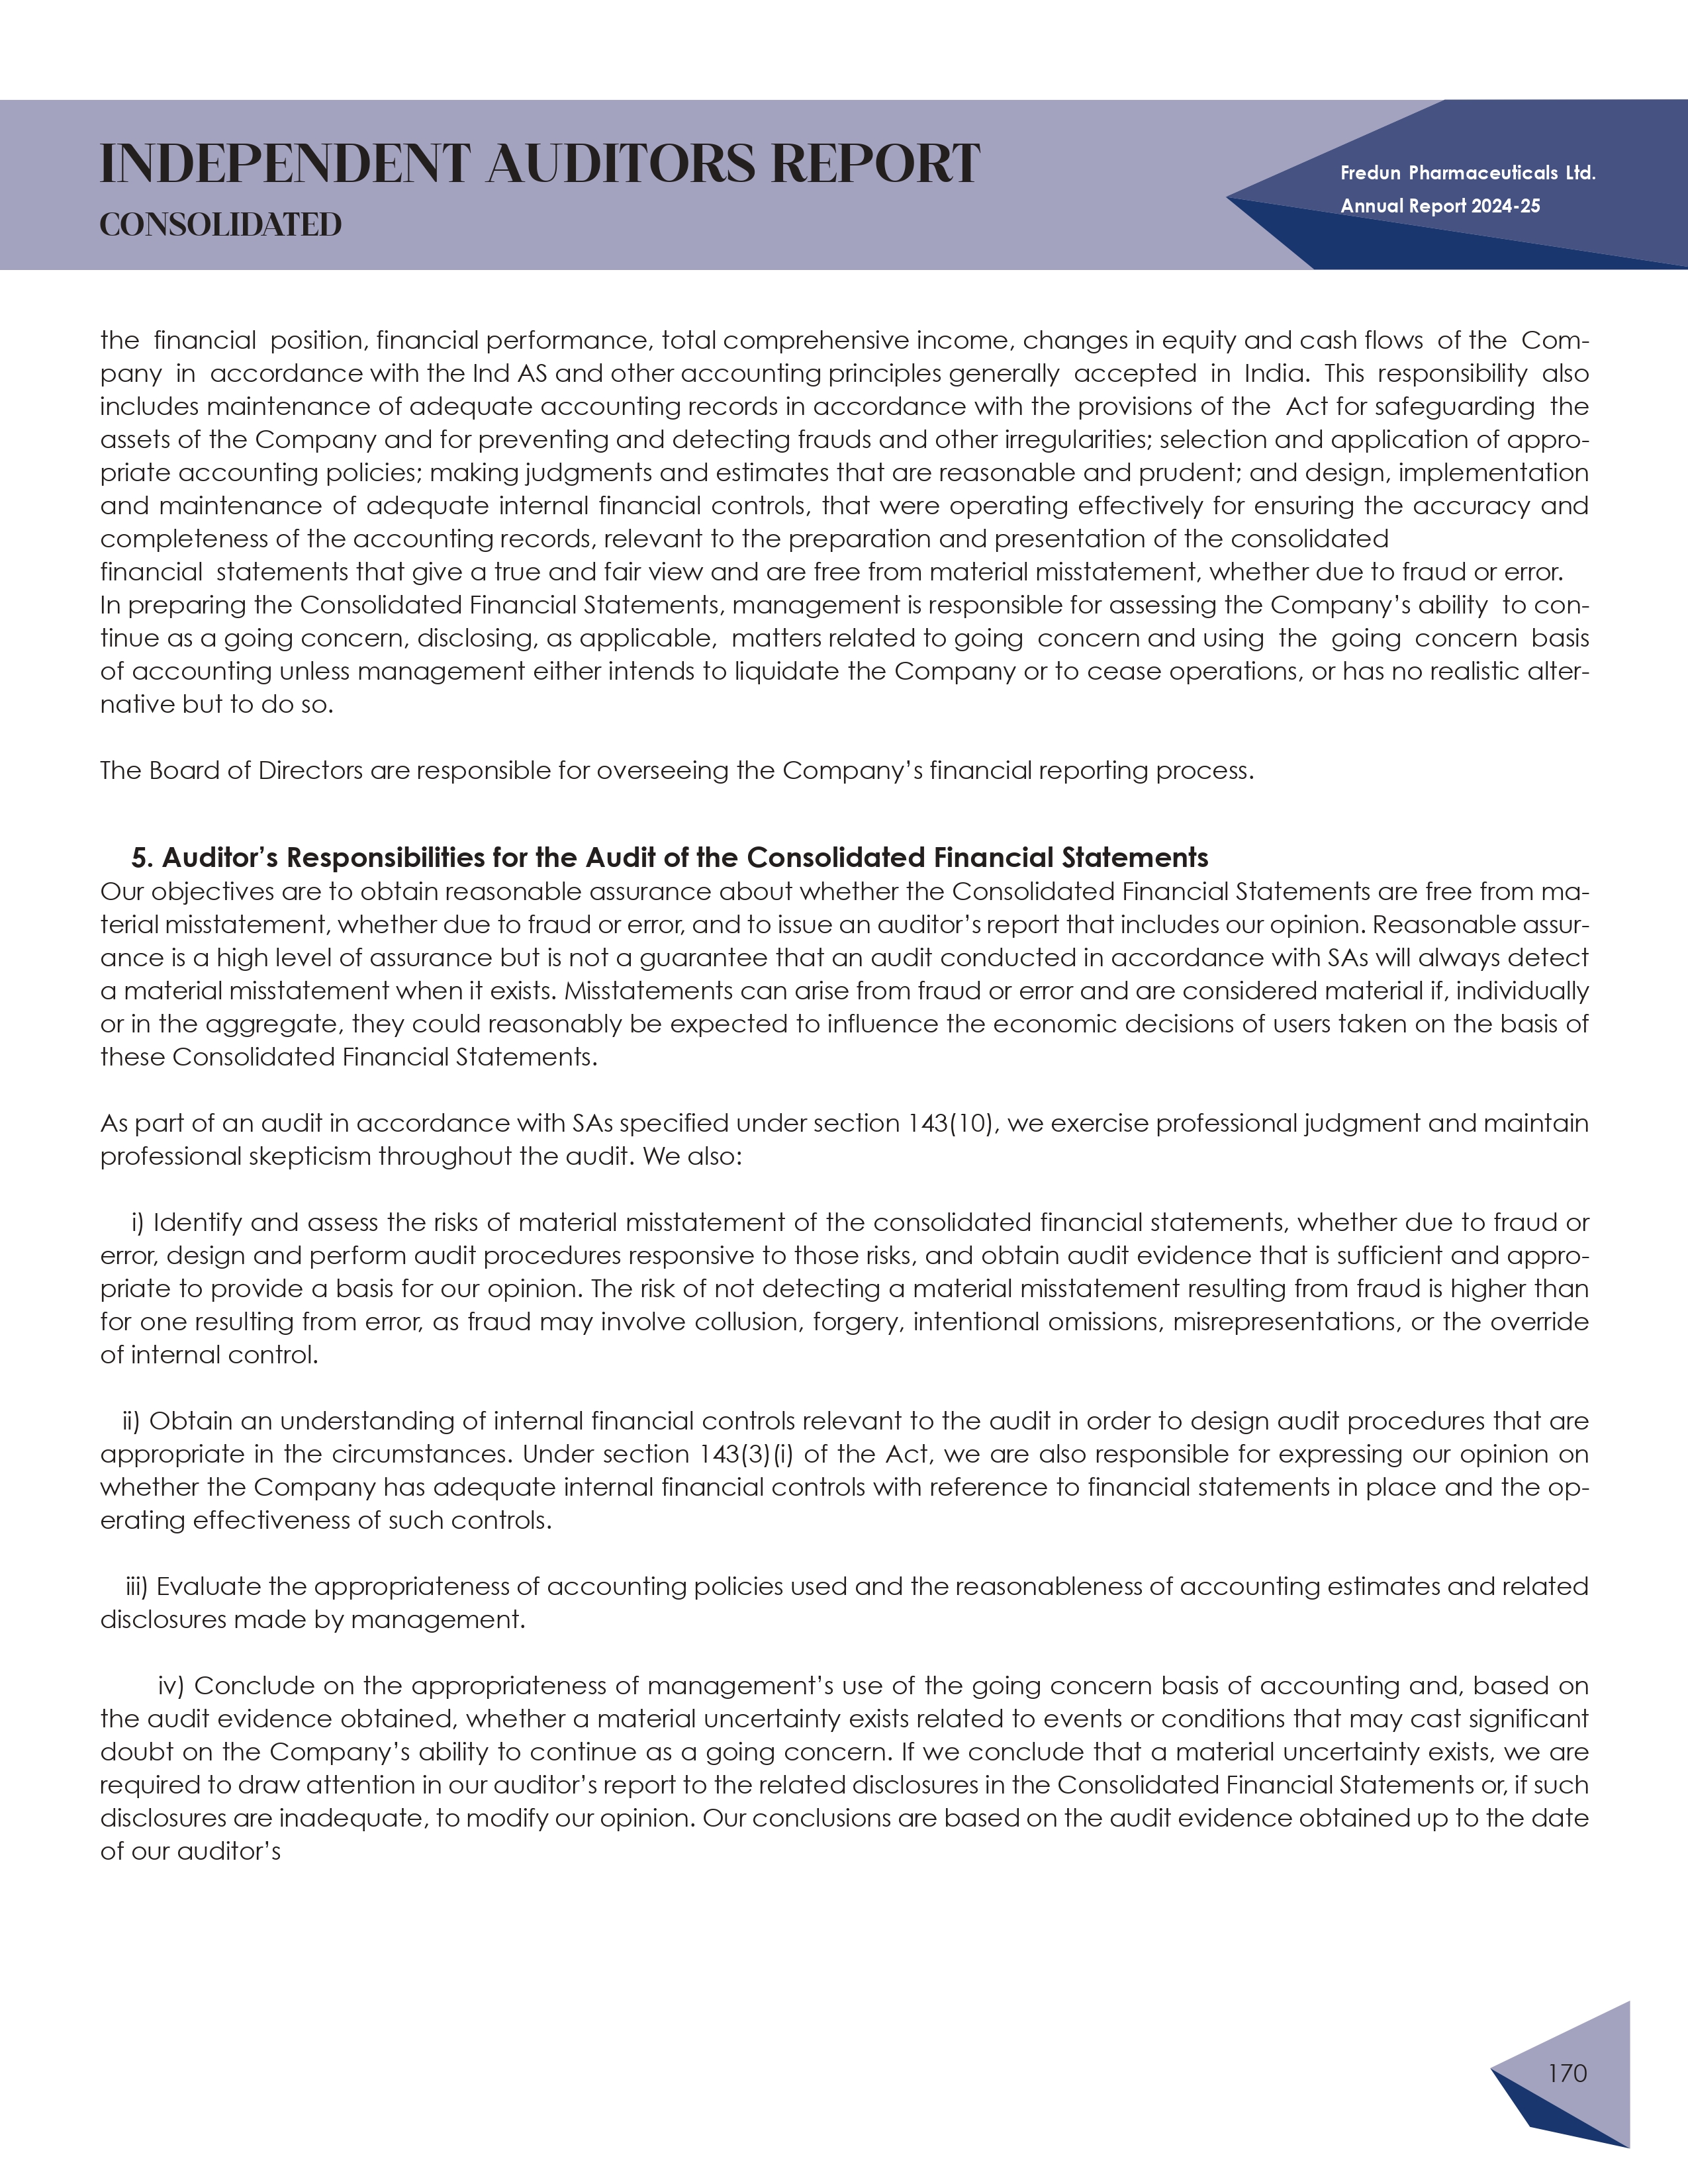 INDEPENDENT AUDITORS REPORT
CONSOLIDATED
Fredun Pharmaceuticals Ltd.
Annual Report 2024-25
the financial position, financial performance, total comprehensive income, changes in equity and cash flows of the Com-
pany in accordance with the Ind AS and other accounting principles generally accepted in India. This responsibility also
includes maintenance of adequate accounting records in accordance with the provisions of the Act for safeguarding the
assets of the Company and for preventing and detecting frauds and other irregularities; selection and application of appro-
priate accounting policies; making judgments and estimates that are reasonable and prudent; and design, implementation
and maintenance of adequate internal financial controls, that were operating effectively for ensuring the accuracy and
completeness of the accounting records, relevant to the preparation and presentation of the consolidated
financial statements that give a true and fair view and are free from material misstatement, whether due to fraud or error.
In preparing the Consolidated Financial Statements, management is responsible for assessing the Company’s ability to con-
tinue as a going concern, disclosing, as applicable, matters related to going concern and using the going concern basis
of accounting unless management either intends to liquidate the Company or to cease operations, or has no realistic alter-
native but to do so.
The Board of Directors are responsible for overseeing the Company’s financial reporting process.
5. Auditor’s Responsibilities for the Audit of the Consolidated Financial Statements
Our objectives are to obtain reasonable assurance about whether the Consolidated Financial Statements are free from ma-
terial misstatement, whether due to fraud or error, and to issue an auditor’s report that includes our opinion. Reasonable assur-
ance is a high level of assurance but is not a guarantee that an audit conducted in accordance with SAs will always detect
a material misstatement when it exists. Misstatements can arise from fraud or error and are considered material if, individually
or in the aggregate, they could reasonably be expected to influence the economic decisions of users taken on the basis of
these Consolidated Financial Statements.
As part of an audit in accordance with SAs specified under section 143(10), we exercise professional judgment and maintain
professional skepticism throughout the audit. We also:
i) Identify and assess the risks of material misstatement of the consolidated financial statements, whether due to fraud or
error, design and perform audit procedures responsive to those risks, and obtain audit evidence that is sufficient and appro-
priate to provide a basis for our opinion. The risk of not detecting a material misstatement resulting from fraud is higher than
for one resulting from error, as fraud may involve collusion, forgery, intentional omissions, misrepresentations, or the override
of internal control.
ii) Obtain an understanding of internal financial controls relevant to the audit in order to design audit procedures that are
appropriate in the circumstances. Under section 143(3)(i) of the Act, we are also responsible for expressing our opinion on
whether the Company has adequate internal financial controls with reference to financial statements in place and the op-
erating effectiveness of such controls.
iii) Evaluate the appropriateness of accounting policies used and the reasonableness of accounting estimates and related
disclosures made by management.
iv) Conclude on the appropriateness of management’s use of the going concern basis of accounting and, based on
the audit evidence obtained, whether a material uncertainty exists related to events or conditions that may cast significant
doubt on the Company’s ability to continue as a going concern. If we conclude that a material uncertainty exists, we are
required to draw attention in our auditor’s report to the related disclosures in the Consolidated Financial Statements or, if such
disclosures are inadequate, to modify our opinion. Our conclusions are based on the audit evidence obtained up to the date
of our auditor’s
170